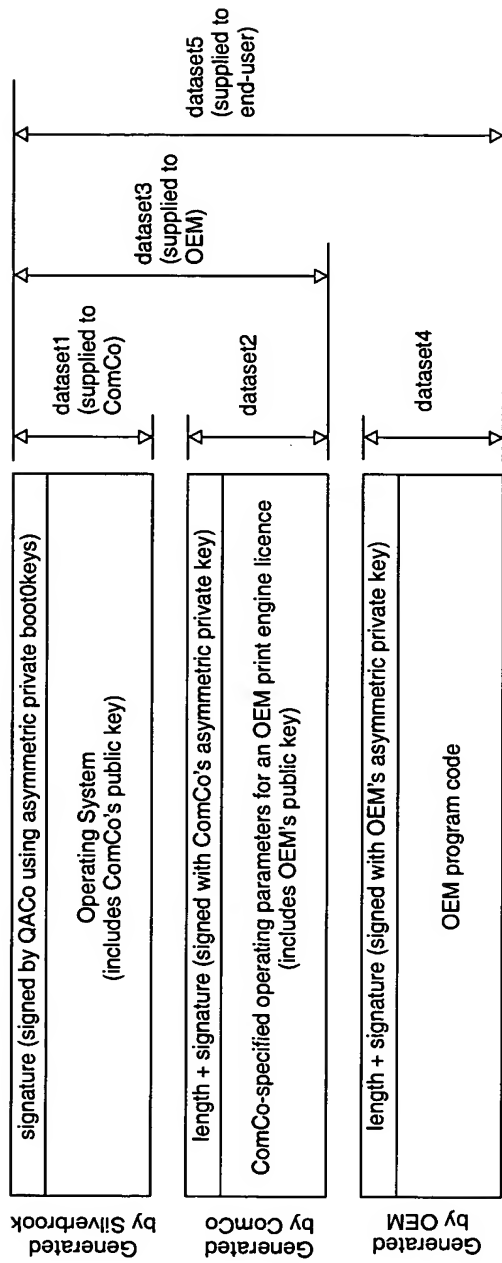 Generated
by Silverbrook
signature (signed by QACo using asymmetric private boot0keys)
Operating System
(includes ComCo's public key)
dataset1
(supplied to
ComCo)
dataset3
(supplied to
OEM)
dataset5
(supplied to
end-user)
Generated
by ComCo
length + signature (signed with ComCo's asymmetric private key)
ComCo-specified operating parameters for an OEM print engine licence
(includes OEM's public key)
dataset2
Generated
by OEM
length + signature (signed with OEM's asymmetric private key)
OEM program code
dataset4